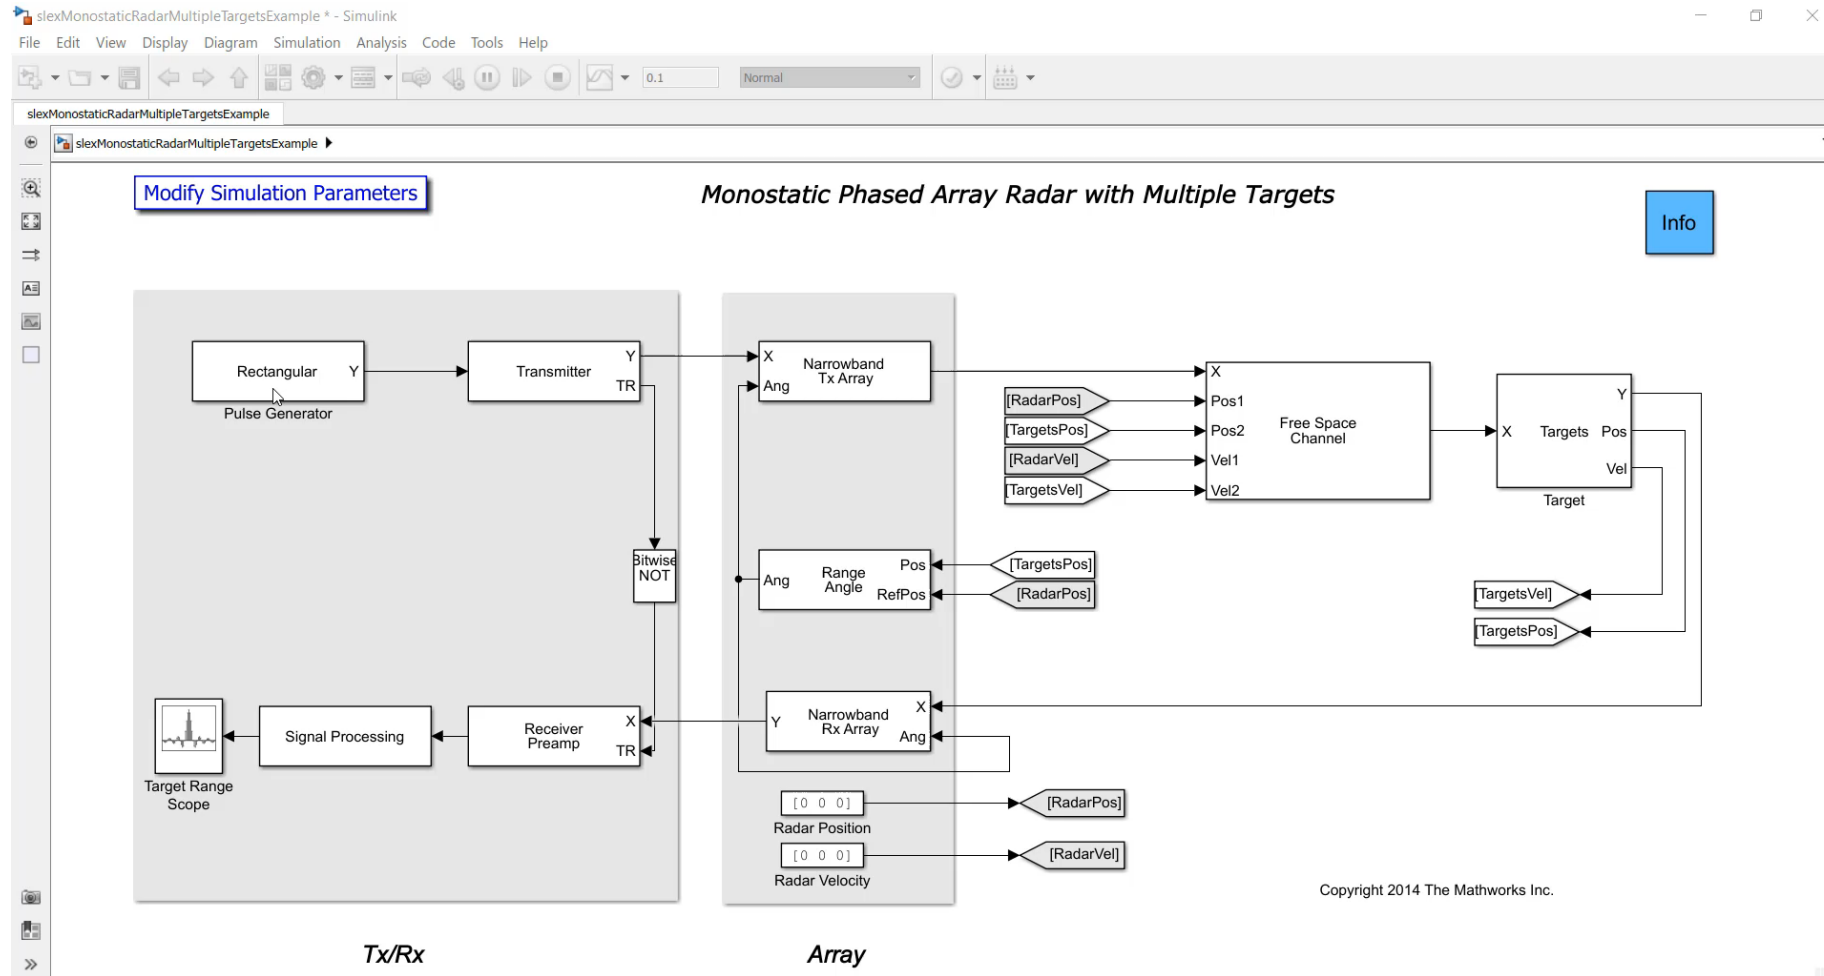 slexMonostaticRadarMultipleTargetsExample * - Simulink
File Edit View Display Diagram Simulation Analysis Code Tools Help
0.1 Normal
slexMonostaticRadarMultipleTargetsExample
slexMonostaticRadarMultipleTargetsExample
Modify Simulation Parameters
Monostatic Phased Array Radar with Multiple Targets
Info
Rectangular Y
Pulse Generator
Transmitter Y
TR
X Narrowband
Ang Tx Array
[RadarPos]
[TargetsPos]
[RadarVel]
[TargetsVel]
X
Pos1
Pos2
Vel1
Vel2
Free Space
Channel
Y
X Targets Pos
Vel
Target
Bitwise
NOT
Ang Range Pos
Angle RefPos
[TargetsPos]
[RadarPos]
[TargetsVel]
[TargetsPos]
Target Range
Scope
Signal Processing
Receiver X
Preamp TR
Y Narrowband X
Rx Array Ang
[0 0 0]
Radar Position
[RadarPos]
[0 0 0]
Radar Velocity
[RadarVel]
Copyright 2014 The Mathworks Inc.
Tx/Rx
Array